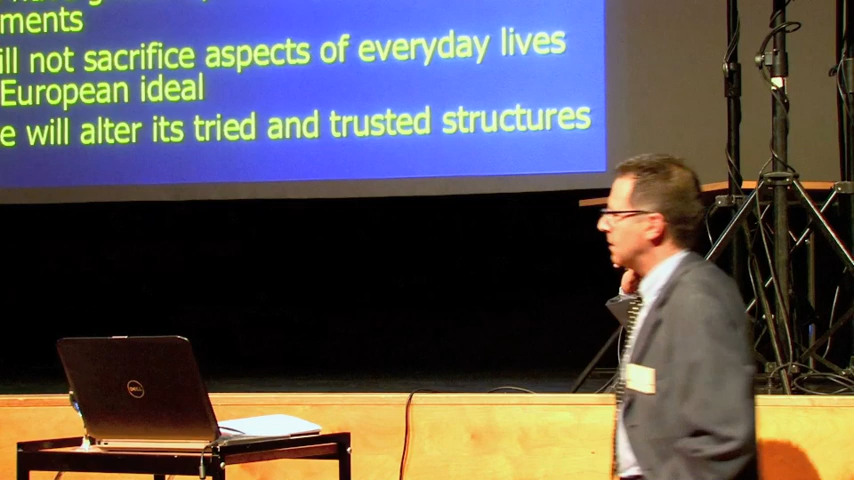 ments
ill not sacrifice aspects of everyday lives
European ideal
e will alter its tried and trusted structures
DELL